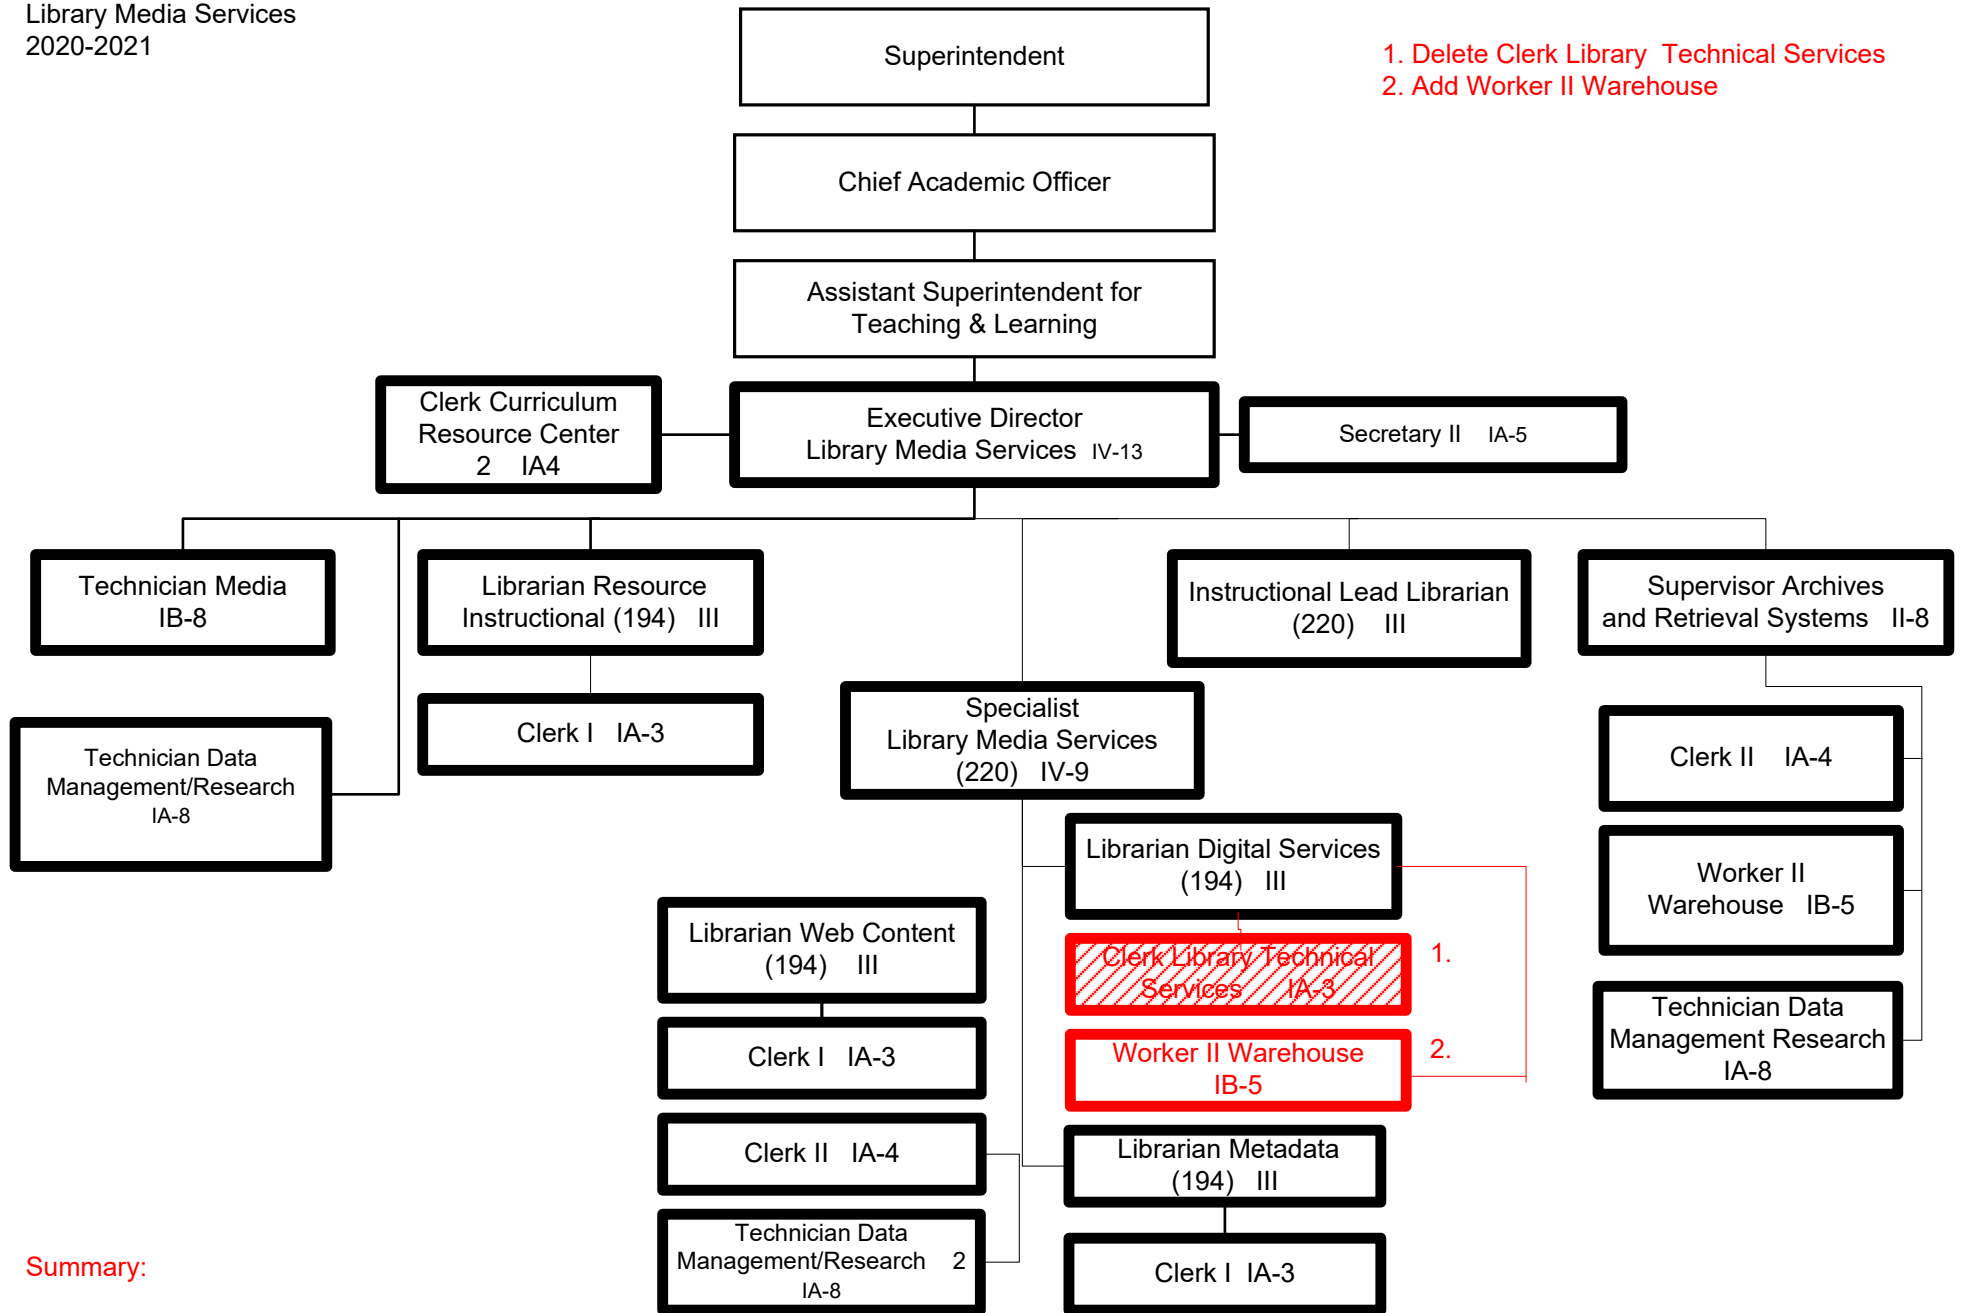 Library Media Services
2020-2021
Superintendent
1. Delete Clerk Library Technical Services
2. Add Worker II Warehouse
Chief Academic Officer
Assistant Superintendent for
Teaching & Learning
Clerk Curriculum
Resource Center
2 IA4
Executive Director
Library Media Services IV-13
Secretary II IA-5
Technician Media
IB-8
Librarian Resource
Instructional (194) III
Instructional Lead Librarian
(220) III
Supervisor Archives
and Retrieval Systems II-8
Technician Data
Management/Research
IA-8
Clerk I IA-3
Specialist
Library Media Services
(220) IV-9
Clerk II IA-4
Librarian Digital Services
(194) III
Worker II
Warehouse IB-5
Librarian Web Content
(194) III
Clerk Library Technical
Services IA-3
1.
Technician Data
Management Research
IA-8
Clerk I IA-3
Worker II Warehouse
IB-5
2.
Clerk II IA-4
Librarian Metadata
(194) III
Technician Data
Management/Research 2
IA-8
Clerk I IA-3
Summary: